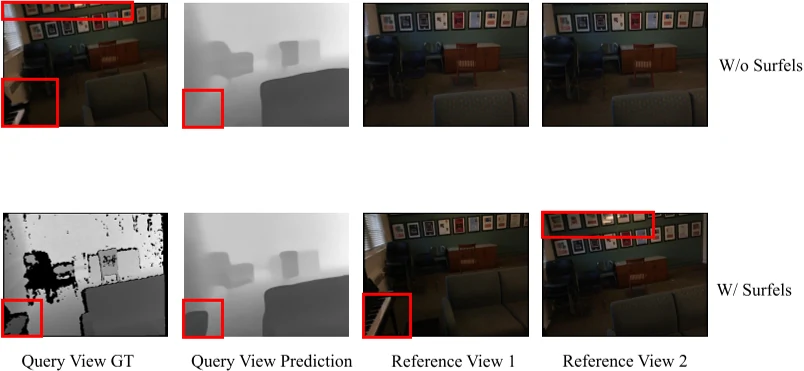 W/o Surfels
W/ Surfels
Query View GT
Query View Prediction
Reference View 1
Reference View 2